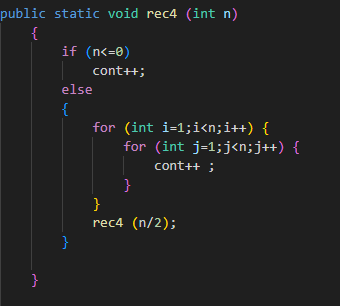 public static void rec4 (int n)
{
if (n<=0)
cont++;
else
{
for (int i=1;i<n;i++) {
for (int j=1;j<n;j++) {
cont++ ;
}
}
rec4 (n/2);
}
}